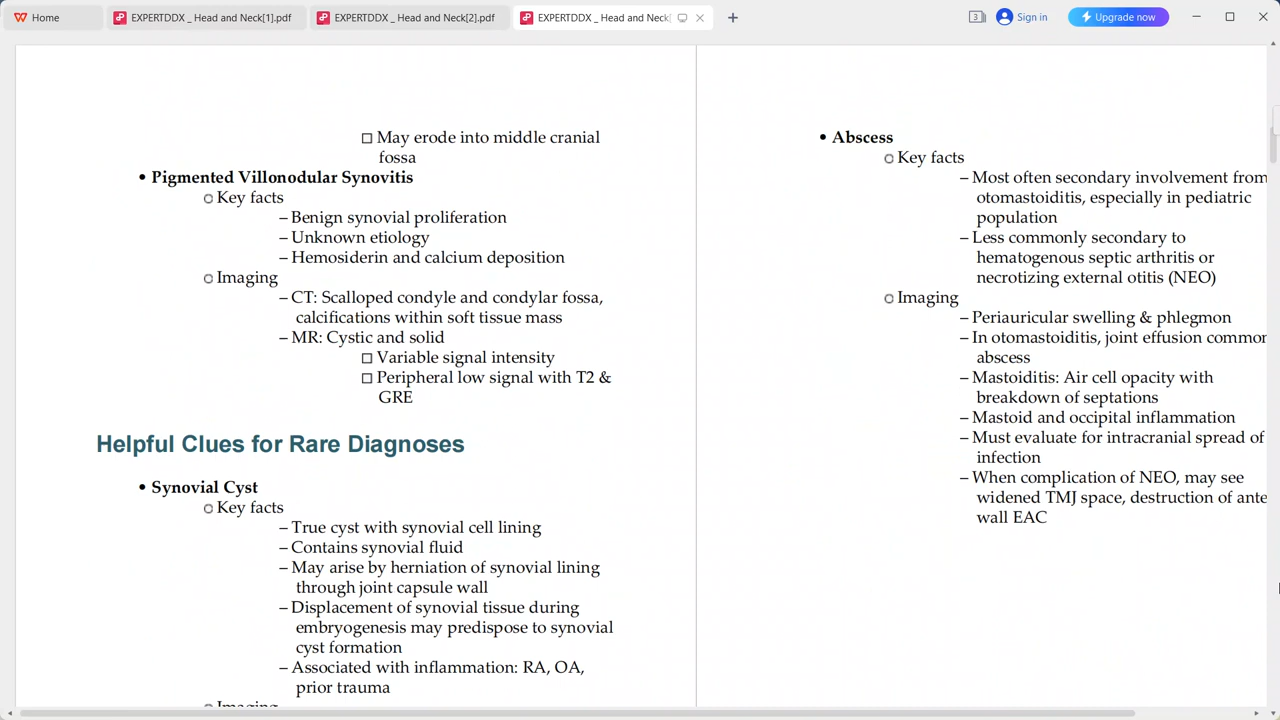 Home
EXPERTDDX _ Head and Neck[1].pdf
EXPERTDDX _ Head and Neck[2].pdf
EXPERTDDX _ Head and Neck[
3
Sign in
Upgrade now
May erode into middle cranial
fossa
• Pigmented Villonodular Synovitis
Key facts
– Benign synovial proliferation
– Unknown etiology
– Hemosiderin and calcium deposition
Imaging
– CT: Scalloped condyle and condylar fossa,
calcifications within soft tissue mass
– MR: Cystic and solid
Variable signal intensity
Peripheral low signal with T2 &
GRE
Helpful Clues for Rare Diagnoses
• Synovial Cyst
Key facts
– True cyst with synovial cell lining
– Contains synovial fluid
– May arise by herniation of synovial lining
through joint capsule wall
– Displacement of synovial tissue during
embryogenesis may predispose to synovial
cyst formation
– Associated with inflammation: RA, OA,
prior trauma
Imaging
• Abscess
Key facts
– Most often secondary involvement from
otomastoiditis, especially in pediatric
population
– Less commonly secondary to
hematogenous septic arthritis or
necrotizing external otitis (NEO)
Imaging
– Periauricular swelling & phlegmon
– In otomastoiditis, joint effusion common
abscess
– Mastoiditis: Air cell opacity with
breakdown of septations
– Mastoid and occipital inflammation
– Must evaluate for intracranial spread of
infection
– When complication of NEO, may see
widened TMJ space, destruction of ante
wall EAC